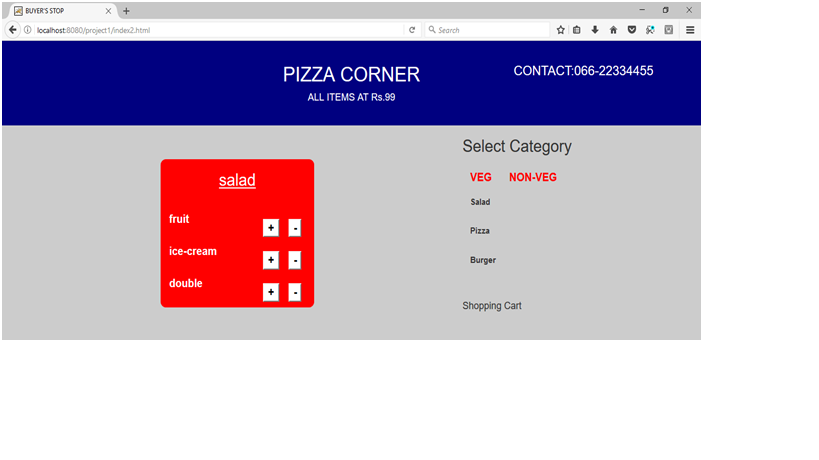 BUYER'S STOP
localhost:8080/project1/index2.html
Search
PIZZA CORNER
CONTACT:066-22334455
ALL ITEMS AT Rs.99
Select Category
VEG NON-VEG
Salad
Pizza
Burger
Shopping Cart
salad
fruit + -
ice-cream + -
double + -